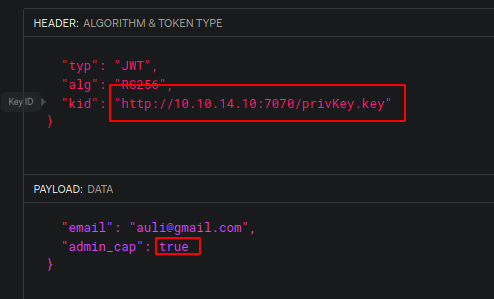 HEADER: ALGORITHM & TOKEN TYPE
"typ": "JWT",
"alg": "RS256",
Key ID
"kid": "http://10.10.14.10:7070/privKey.key"
}
PAYLOAD: DATA
"email": "auli@gmail.com",
"admin_cap": true
}